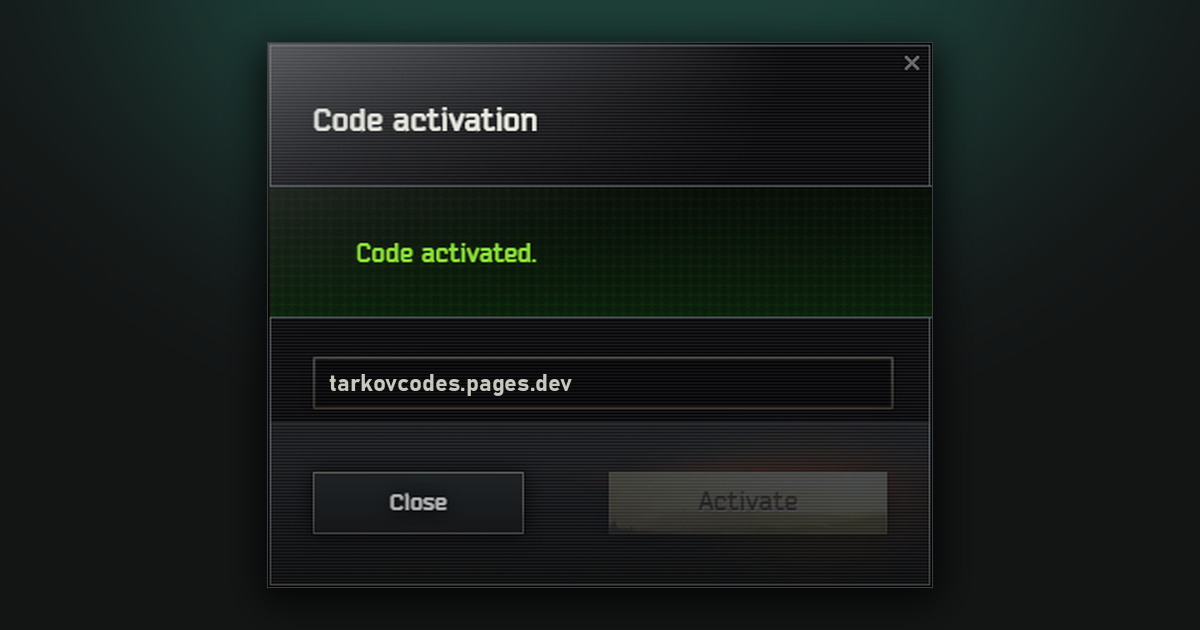 Code activation
Code activated.
tarkovcodes.pages.dev
Close
Activate